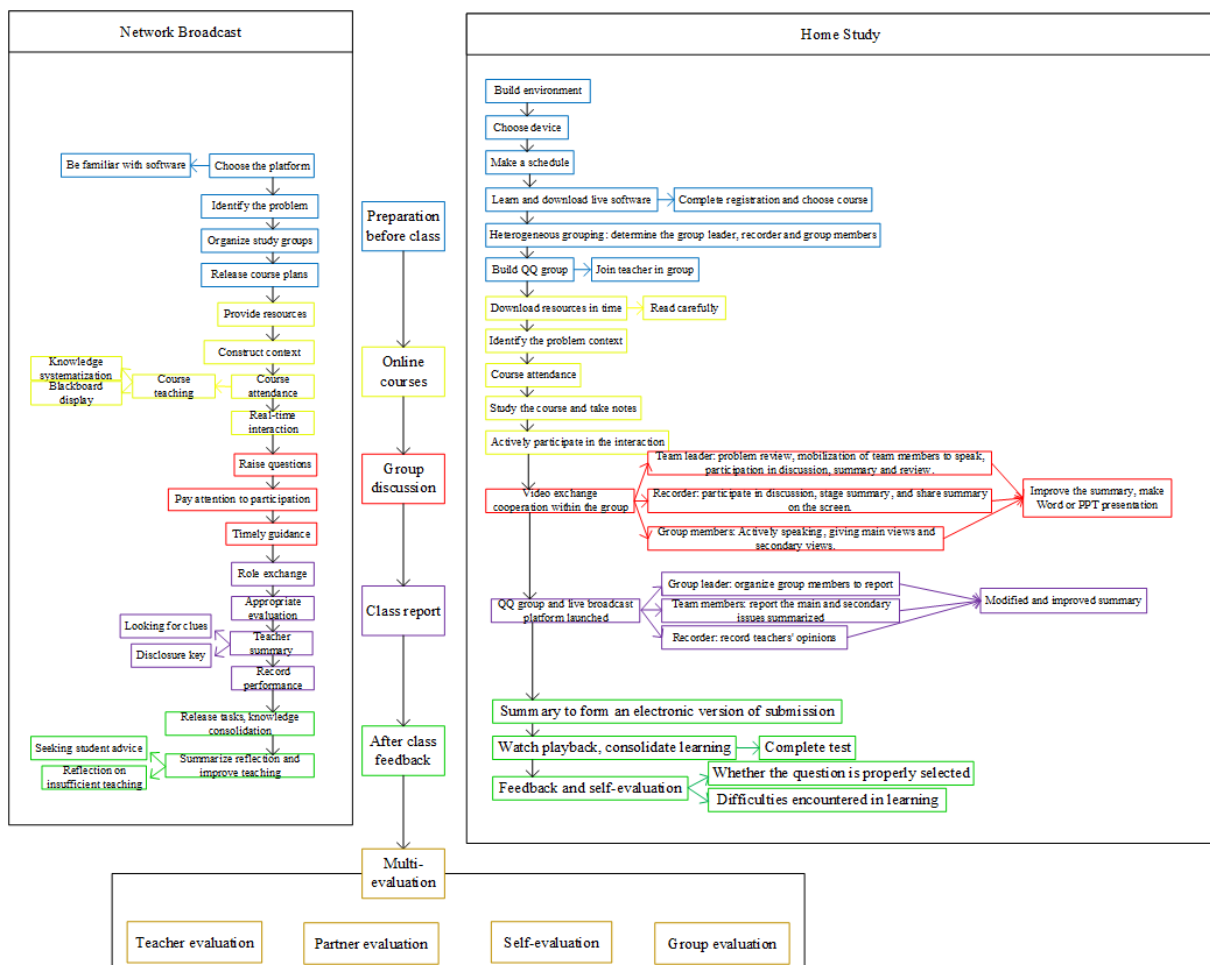 Network Broadcast
Be familiar with software
Choose the platform
Identify the problem
Organize study groups
Release course plans
Provide resources
Construct context
Knowledge
systematization
Blackboard
display
Course
teaching
Course
attendance
Real-time
interaction
Raise questions
Pay attention to participation
Timely guidance
Role exchange
Appropriate
evaluation
Looking for clues
Disclosure key
Teacher
summary
Record
performance
Release tasks, knowledge
consolidation
Seeking student advice
Reflection on
insufficient teaching
Summarize reflection and
improve teaching
Preparation
before class
Online
courses
Group
discussion
Class report
After class
feedback
Multi-
evaluation
Home Study
Build environment
Choose device
Make a schedule
Learn and download live software
Complete registration and choose course
Heterogeneous grouping: determine the group leader, recorder and group members
Build QQ group
Join teacher in group
Download resources in time
Read carefully
Identify the problem context
Course attendance
Study the course and take notes
Actively participate in the interaction
Video exchange
cooperation within the group
Team leader: problem review, mobilization of team members to speak,
participation in discussion, summary and review.
Recorder: participate in discussion, stage summary, and share summary
on the screen.
Group members: Actively speaking, giving main views and
secondary views.
Improve the summary, make
Word or PPT presentation
QQ group and live broadcast
platform launched
Group leader: organize group members to report
Team members: report the main and secondary
issues summarized
Recorder: record teachers' opinions
Modified and improved summary
Summary to form an electronic version of submission
Watch playback, consolidate learning
Complete test
Feedback and self-evaluation
Whether the question is properly selected
Difficulties encountered in learning
Teacher evaluation
Partner evaluation
Self-evaluation
Group evaluation